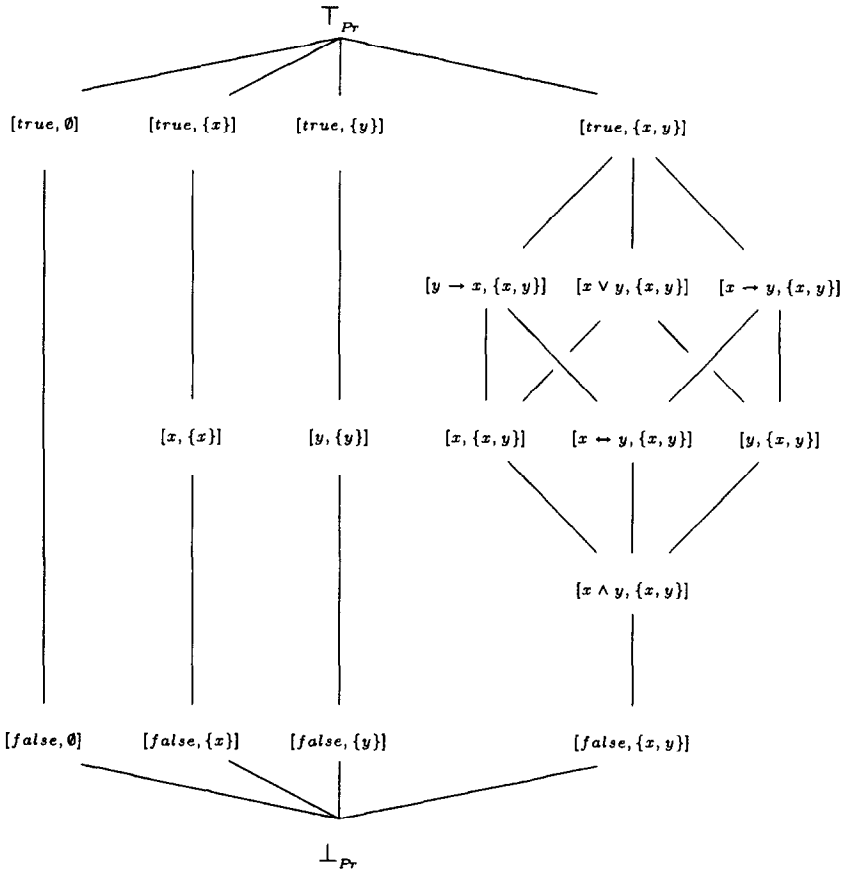 ⊤Pr
[true, ∅] [true, {x}] [true, {y}] [true, {x, y}]
[y → x, {x, y}] [x ∨ y, {x, y}] [x → y, {x, y}]
[x, {x}] [y, {y}] [x, {x, y}] [x ↔ y, {x, y}] [y, {x, y}]
[x ∧ y, {x, y}]
[false, ∅] [false, {x}] [false, {y}] [false, {x, y}]
⊥Pr